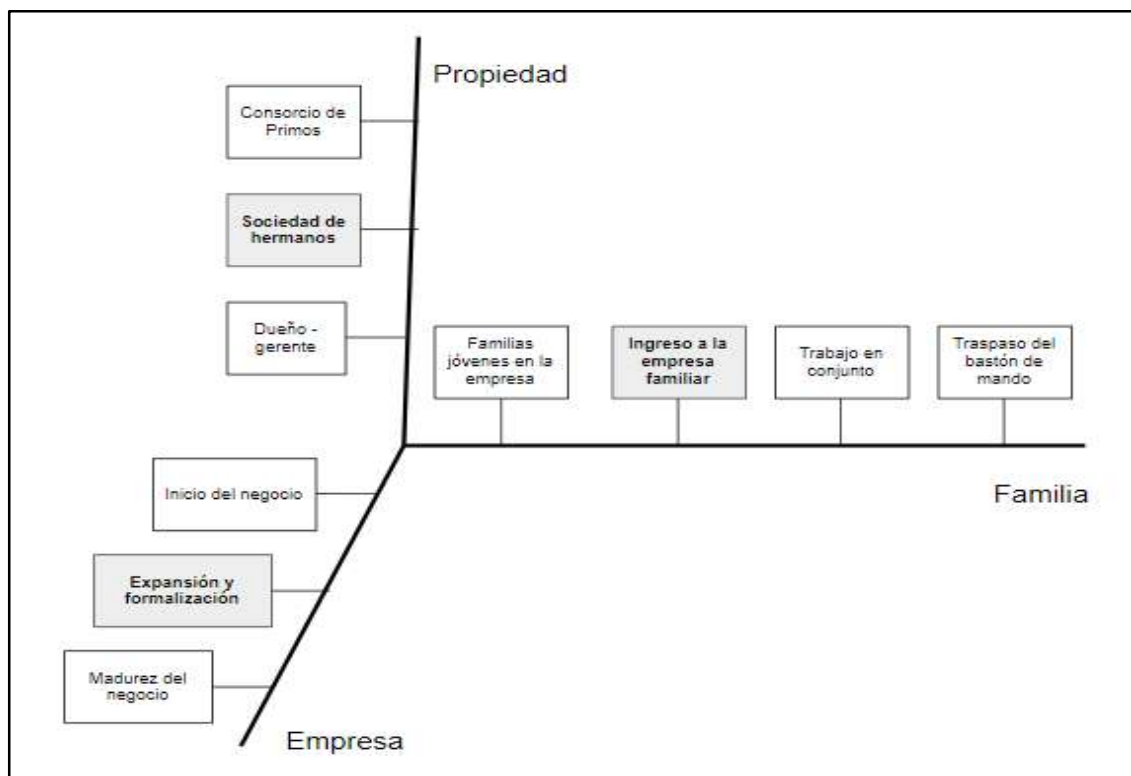 Propiedad
Consorcio de
Primos
Sociedad de
hermanos
Dueño -
gerente
Familias
jóvenes en la
empresa
Ingreso a la
empresa
familiar
Trabajo en
conjunto
Traspaso del
bastón de
mando
Familia
Inicio del negocio
Expansión y
formalización
Madurez del
negocio
Empresa